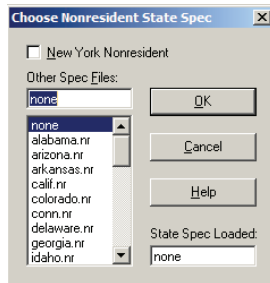 Choose Nonresident State Spec
New York Nonresident
Other Spec Files:
none
OK
none
alabama.nr
arizona.nr
arkansas.nr
calif.nr
colorado.nr
conn.nr
delaware.nr
georgia.nr
idaho.nr
Cancel
Help
State Spec Loaded:
none